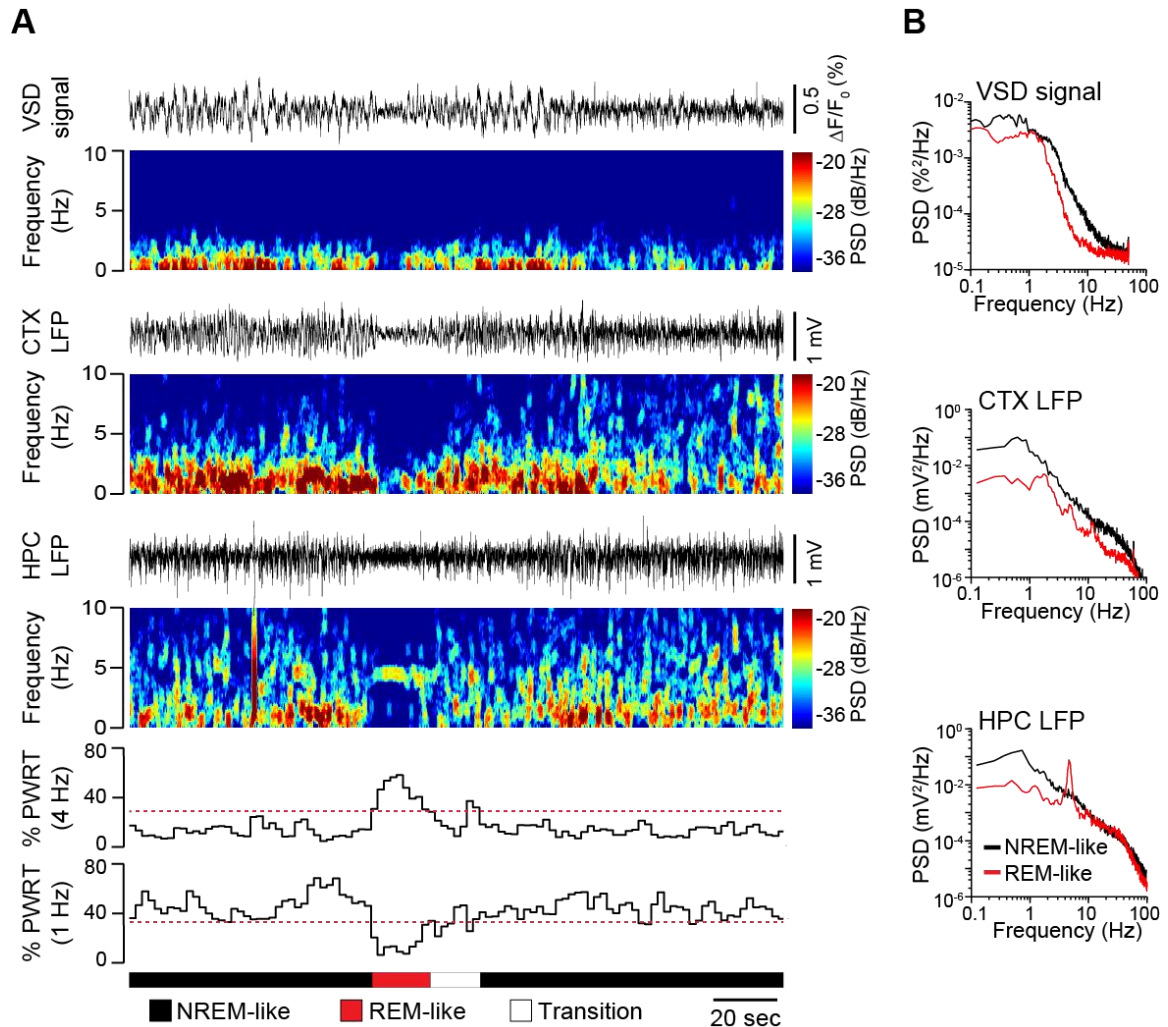 A
VSD
signal
0.5
ΔF/F0 (%)
Frequency
(Hz)
10
5
0
-20
-28
-36
PSD (dB/Hz)
CTX
LFP
1 mV
Frequency
(Hz)
10
5
0
-20
-28
-36
PSD (dB/Hz)
HPC
LFP
1 mV
Frequency
(Hz)
10
5
0
-20
-28
-36
PSD (dB/Hz)
% PWRT
(4 Hz)
80
40
0
% PWRT
(1 Hz)
80
40
0
NREM-like
REM-like
Transition
20 sec
B
VSD signal
PSD (%²/Hz)
10⁻²
10⁻³
10⁻⁴
10⁻⁵
0.1
1
10
100
Frequency (Hz)
CTX LFP
PSD (mV²/Hz)
10⁰
10⁻²
10⁻⁴
10⁻⁶
0.1
1
10
100
Frequency (Hz)
HPC LFP
PSD (mV²/Hz)
10⁰
10⁻²
10⁻⁴
10⁻⁶
NREM-like
REM-like
0.1
1
10
100
Frequency (Hz)